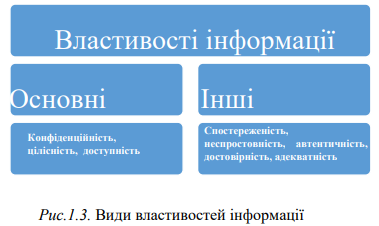 Властивості інформації
Основні
Інші
Конфіденційність,
цілісність, доступність
Спостереженість,
неспростовність, автентичність,
достовірність, адекватність
Рис.1.3. Види властивостей інформації